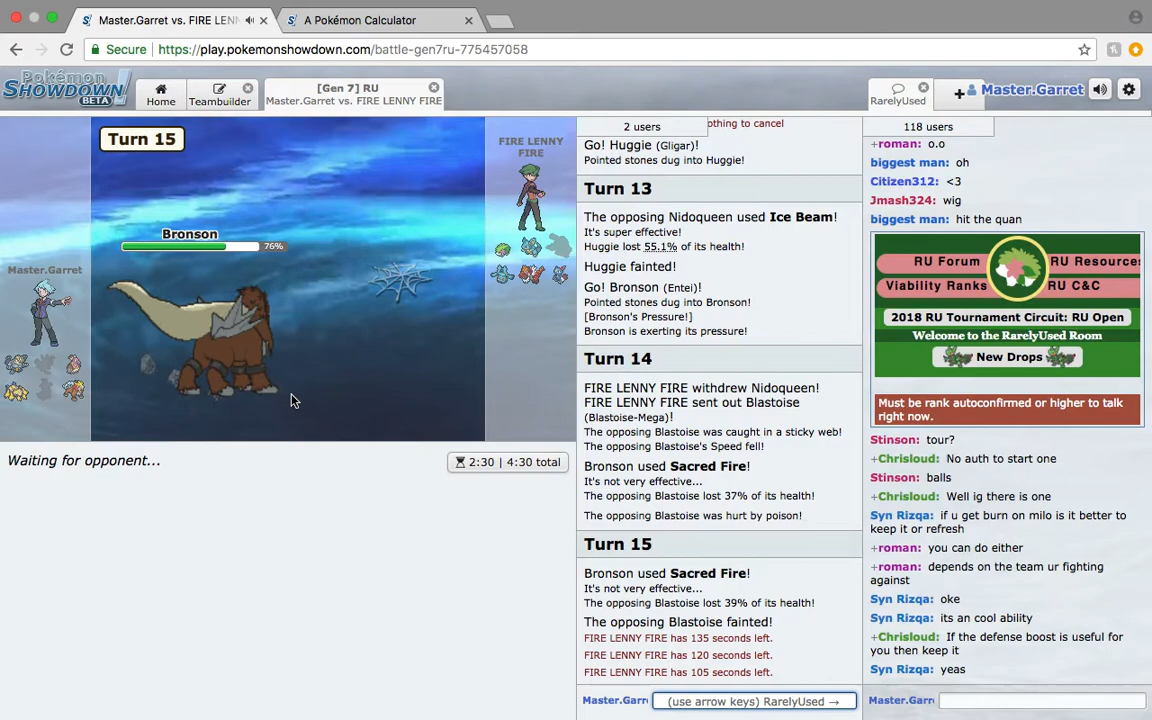 Master.Garret vs. FIRE LENN
A Pokémon Calculator
Secure
https://play.pokemonshowdown.com/battle-gen7ru-775457058
Pokémon
SHOWDOWN
BETA
Home
Teambuilder
[Gen 7] RU
Master.Garret vs. FIRE LENNY FIRE
RarelyUsed
Master.Garret
Turn 15
FIRE LENNY
FIRE
Bronson
76%
Master.Garret
Waiting for opponent...
2:30 | 4:30 total
2 users
othing to cancel
Go! Huggie (Gligar)!
Pointed stones dug into Huggie!
Turn 13
The opposing Nidoqueen used Ice Beam!
It's super effective!
Huggie lost 55.1% of its health!
Huggie fainted!
Go! Bronson (Entei)!
Pointed stones dug into Bronson!
[Bronson's Pressure!]
Bronson is exerting its pressure!
Turn 14
FIRE LENNY FIRE withdrew Nidoqueen!
FIRE LENNY FIRE sent out Blastoise
(Blastoise-Mega)!
The opposing Blastoise was caught in a sticky web!
The opposing Blastoise's Speed fell!
Bronson used Sacred Fire!
It's not very effective...
The opposing Blastoise lost 37% of its health!
The opposing Blastoise was hurt by poison!
Turn 15
Bronson used Sacred Fire!
It's not very effective...
The opposing Blastoise lost 39% of its health!
The opposing Blastoise fainted!
FIRE LENNY FIRE has 135 seconds left.
FIRE LENNY FIRE has 120 seconds left.
FIRE LENNY FIRE has 105 seconds left.
Master.Garr
(use arrow keys) RarelyUsed →
118 users
+roman: o.o
biggest man: oh
Citizen312: <3
Jmash324: wig
biggest man: hit the quan
RU Forum
RU Resources
Viability Ranks
RU C&C
2018 RU Tournament Circuit: RU Open
Welcome to the RarelyUsed Room
New Drops
Must be rank autoconfirmed or higher to talk
right now.
Stinson: tour?
+Chrisloud: No auth to start one
Stinson: balls
+Chrisloud: Well ig there is one
Syn Rizqa: if u get burn on milo is it better to
keep it or refresh
+roman: you can do either
+roman: depends on the team ur fighting
against
Syn Rizqa: oke
Syn Rizqa: its an cool ability
+Chrisloud: If the defense boost is useful for
you then keep it
Syn Rizqa: yeas
Master.Garre